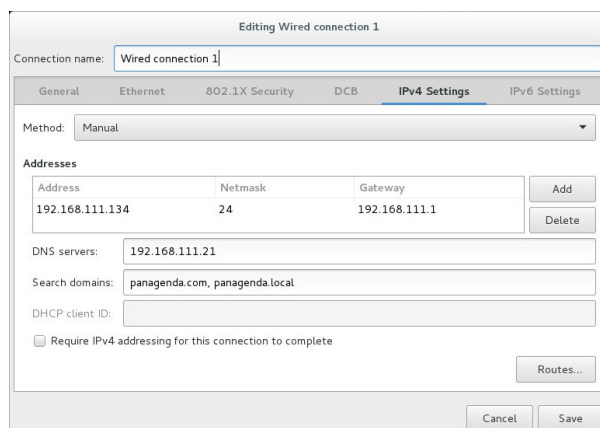 Editing Wired connection 1
Connection name: Wired connection 1
General Ethernet 802.1X Security DCB IPv4 Settings IPv6 Settings
Method: Manual
Addresses
Address Netmask Gateway Add
192.168.111.134 24 192.168.111.1
Delete
DNS servers: 192.168.111.21
Search domains: panagenda.com, panagenda.local
DHCP client ID:
Require IPv4 addressing for this connection to complete
Routes...
Cancel Save